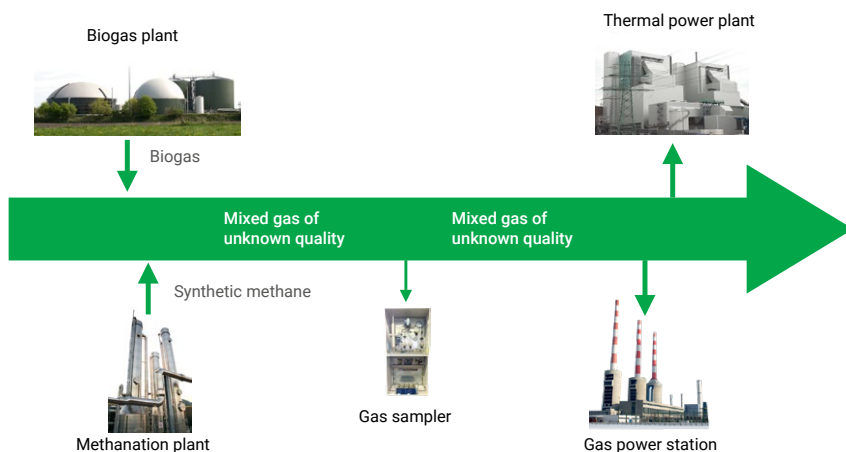 Biogas plant
Thermal power plant
Biogas
Mixed gas of
unknown quality
Mixed gas of
unknown quality
Synthetic methane
Gas sampler
Methanation plant
Gas power station